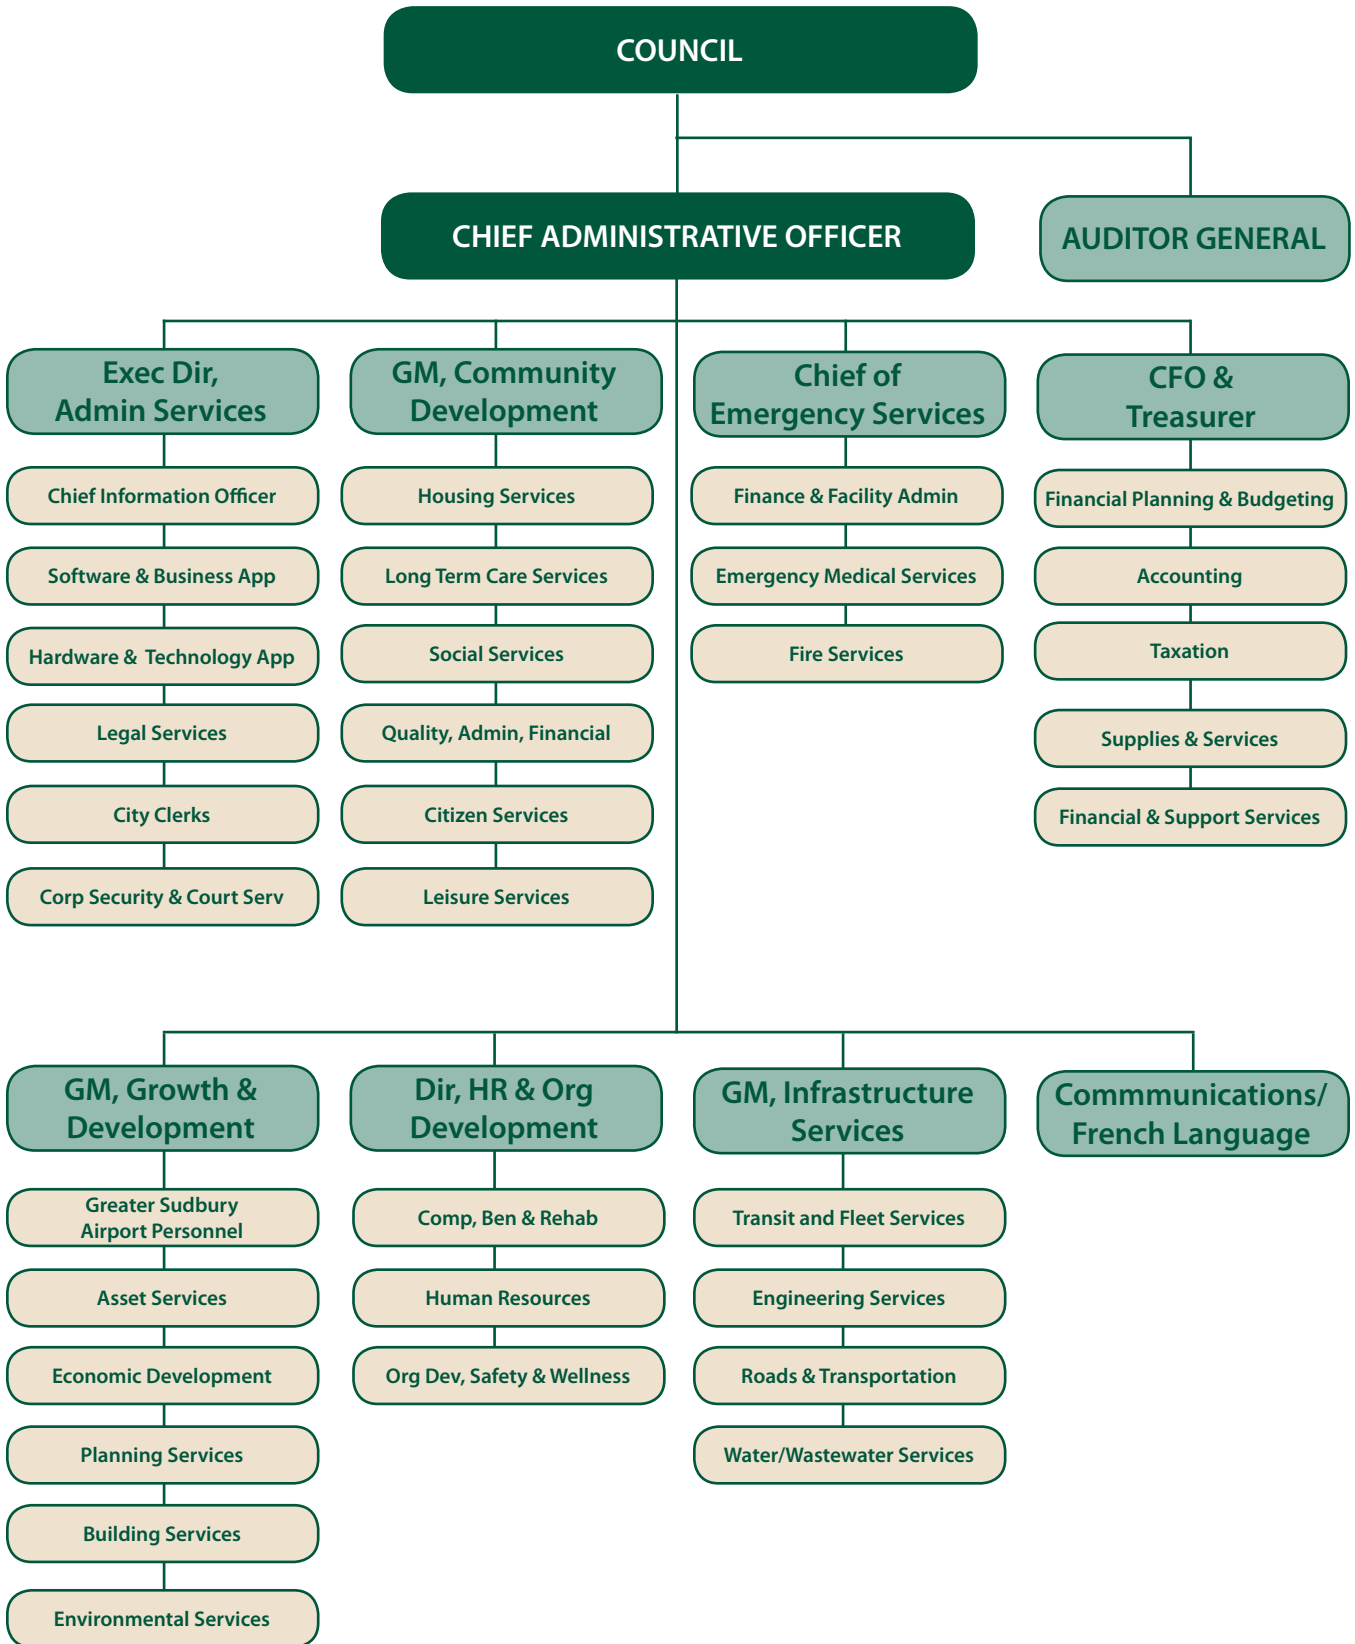 COUNCIL
CHIEF ADMINISTRATIVE OFFICER
AUDITOR GENERAL
Exec Dir,
Admin Services
Chief Information Officer
Software & Business App
Hardware & Technology App
Legal Services
City Clerks
Corp Security & Court Serv
GM, Community
Development
Housing Services
Long Term Care Services
Social Services
Quality, Admin, Financial
Citizen Services
Leisure Services
Chief of
Emergency Services
Finance & Facility Admin
Emergency Medical Services
Fire Services
CFO &
Treasurer
Financial Planning & Budgeting
Accounting
Taxation
Supplies & Services
Financial & Support Services
GM, Growth &
Development
Greater Sudbury
Airport Personnel
Asset Services
Economic Development
Planning Services
Building Services
Environmental Services
Dir, HR & Org
Development
Comp, Ben & Rehab
Human Resources
Org Dev, Safety & Wellness
GM, Infrastructure
Services
Transit and Fleet Services
Engineering Services
Roads & Transportation
Water/Wastewater Services
Commmunications/
French Language